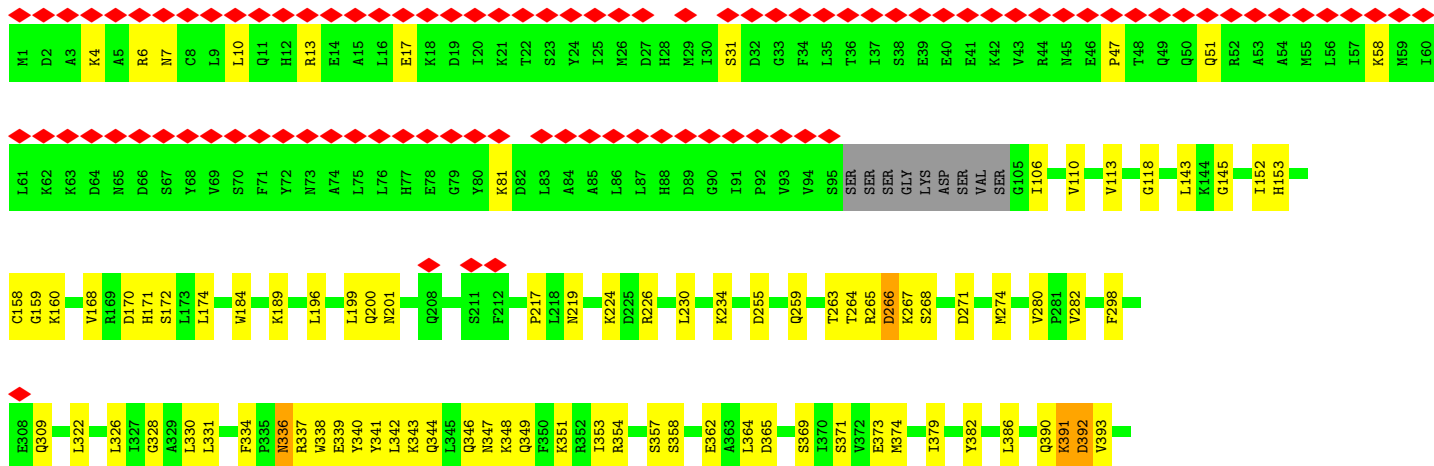 M1 D2 A3 K4 A5 R6 N7 C8 L9 L10 Q11 H12 R13 E14 A15 L16 E17 K18 D19 I20 K21 T22 S23 Y24 I25 M26 D27 H28 M29 I30 S31 D32 G33 F34 L35 T36 I37 S38 E39 E40 E41 K42 V43 R44 N45 E46 P47 T48 Q49 Q50 Q51 R52 A53 A54 M55 L56 I57 K58 M59 I60
L61 K62 K63 D64 N65 D66 S67 Y68 V69 S70 F71 Y72 N73 A74 L75 L76 H77 E78 G79 Y80 K81 D82 L83 A84 A85 L86 L87 H88 D89 G90 I91 P92 V93 V94 S95 SER SER SER GLY LYS ASP SER VAL SER G105 I106 V110 V113 G118 L143 K144 G145 I152 H153
C158 G159 K160 V168 R169 D170 H171 S172 L173 L174 W184 K189 L196 L199 Q200 N201 Q208 S211 F212 P217 L218 N219 K224 D225 R226 L230 K234 D255 Q259 T263 T264 R265 D266 K267 S268 D271 M274 V280 P281 V282 F298
E308 Q309 L322 L326 I327 G328 A329 L330 L331 F334 P335 N336 R337 W338 E339 Y340 Y341 L342 K343 Q344 L345 Q346 N347 K348 Q349 F350 K351 R352 I353 R354 S357 S358 E362 A363 L364 D365 S369 I370 S371 V372 E373 M374 I379 Y382 L386 Q390 K391 D392 V393